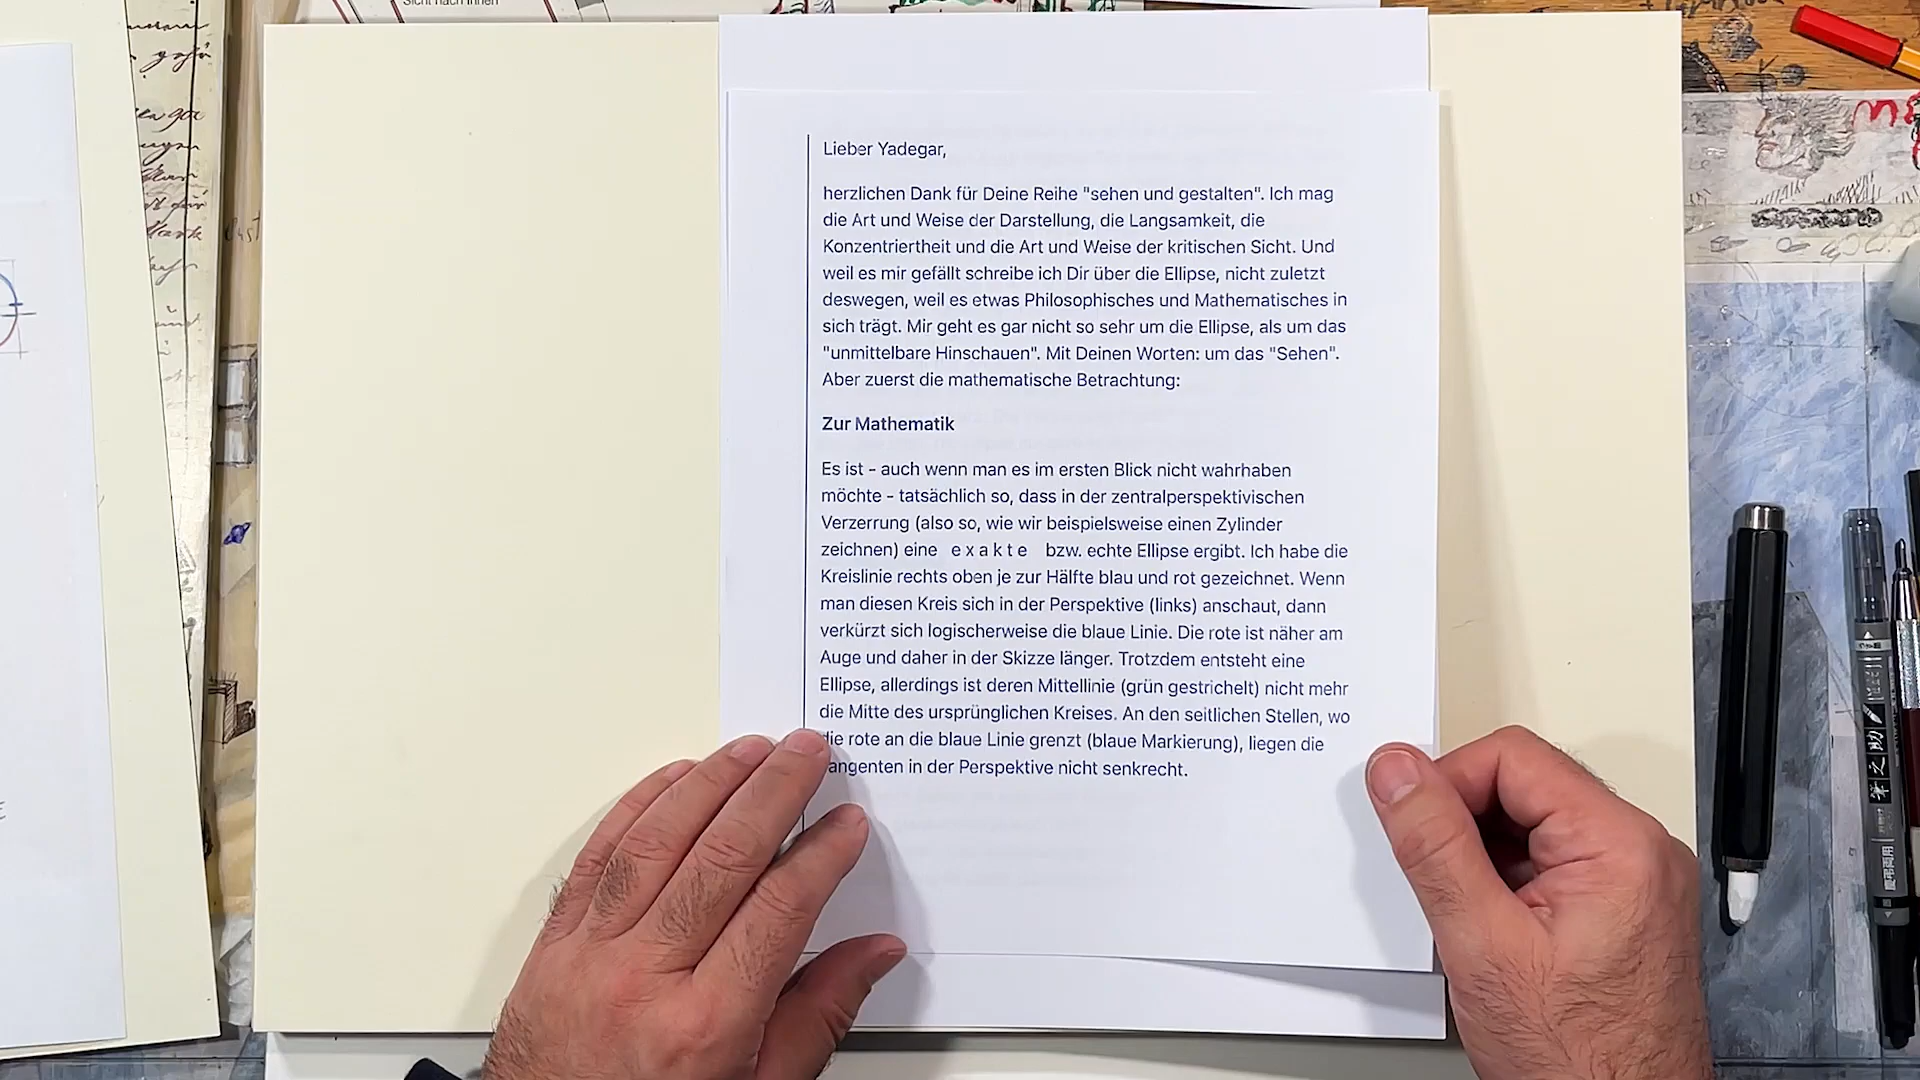 Sicht nach Innen
Lieber Yadegar,
herzlichen Dank für Deine Reihe "sehen und gestalten". Ich mag
die Art und Weise der Darstellung, die Langsamkeit, die
Konzentriertheit und die Art und Weise der kritischen Sicht. Und
weil es mir gefällt schreibe ich Dir über die Ellipse, nicht zuletzt
deswegen, weil es etwas Philosophisches und Mathematisches in
sich trägt. Mir geht es gar nicht so sehr um die Ellipse, als um das
"unmittelbare Hinschauen". Mit Deinen Worten: um das "Sehen".
Aber zuerst die mathematische Betrachtung:
Zur Mathematik
Es ist - auch wenn man es im ersten Blick nicht wahrhaben
möchte - tatsächlich so, dass in der zentralperspektivischen
Verzerrung (also so, wie wir beispielsweise einen Zylinder
zeichnen) eine e x a k t e bzw. echte Ellipse ergibt. Ich habe die
Kreislinie rechts oben je zur Hälfte blau und rot gezeichnet. Wenn
man diesen Kreis sich in der Perspektive (links) anschaut, dann
verkürzt sich logischerweise die blaue Linie. Die rote ist näher am
Auge und daher in der Skizze länger. Trotzdem entsteht eine
Ellipse, allerdings ist deren Mittellinie (grün gestrichelt) nicht mehr
die Mitte des ursprünglichen Kreises. An den seitlichen Stellen, wo
die rote an die blaue Linie grenzt (blaue Markierung), liegen die
angenten in der Perspektive nicht senkrecht.